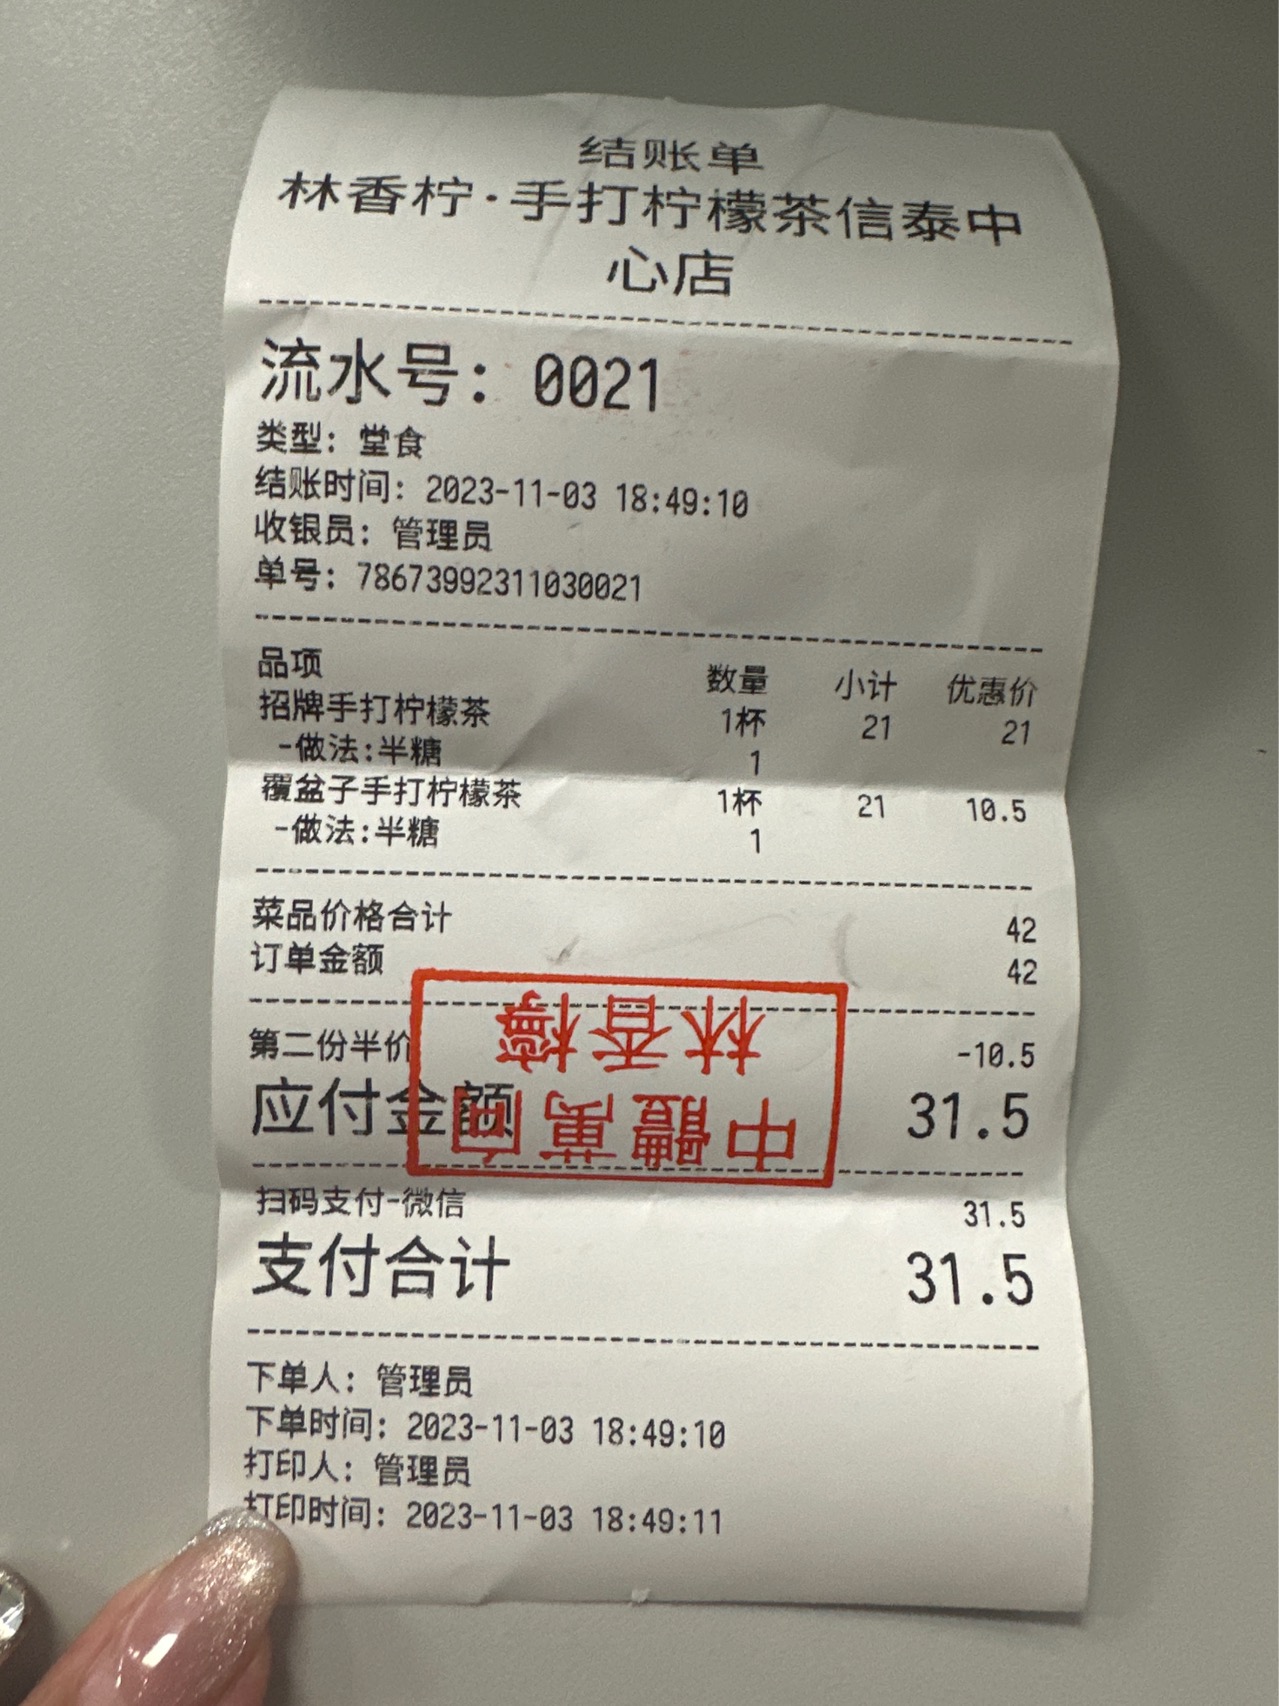 结账单
林香柠·手打柠檬茶信泰中
心店
流水号：0021
类型：堂食
结账时间：2023-11-03 18:49:10
收银员：管理员
单号：78673992311030021
品项 数量 小计 优惠价
招牌手打柠檬茶 1杯 21 21
-做法:半糖 1
覆盆子手打柠檬茶 1杯 21 10.5
-做法:半糖 1
菜品价格合计 42
订单金额 42
第二份半价 -10.5
应付金额 31.5
中體萬向
林香檸
扫码支付-微信 31.5
支付合计 31.5
下单人：管理员
下单时间：2023-11-03 18:49:10
打印人：管理员
打印时间：2023-11-03 18:49:11